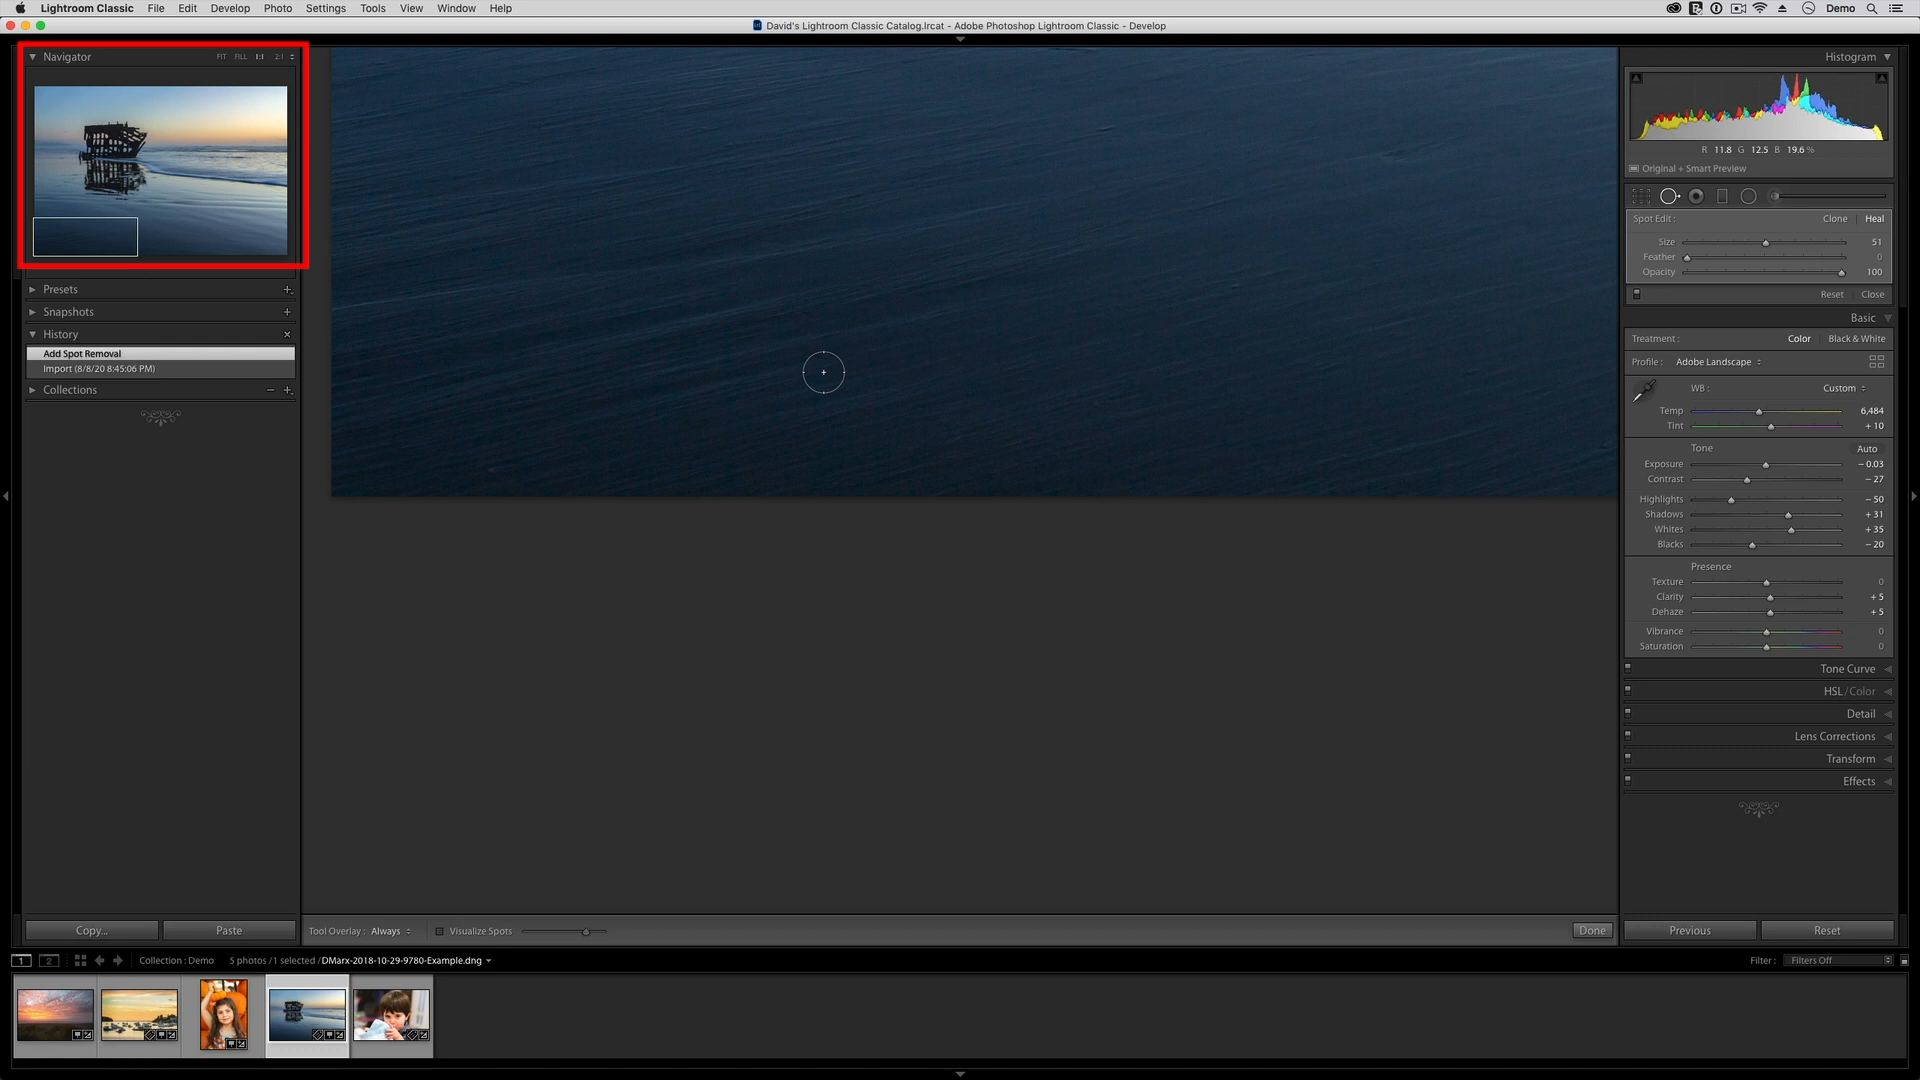 Lightroom Classic File Edit Develop Photo Settings Tools View Window Help Demo
David's Lightroom Classic Catalog.lrcat - Adobe Photoshop Lightroom Classic - Develop
Navigator FIT FILL 1:1 2:1
Presets
Snapshots
History
Add Spot Removal
Import (8/8/20 8:45:06 PM)
Collections
Copy... Paste
Tool Overlay : Always Visualize Spots Done
Histogram
R 11.8 G 12.5 B 19.6 %
Original + Smart Preview
Spot Edit : Clone Heal
Size 51
Feather 0
Opacity 100
Reset Close
Basic
Treatment : Color Black & White
Profile : Adobe Landscape
WB : Custom
Temp 6,484
Tint + 10
Tone Auto
Exposure − 0.03
Contrast − 27
Highlights − 50
Shadows + 31
Whites + 35
Blacks − 20
Presence
Texture 0
Clarity + 5
Dehaze + 5
Vibrance 0
Saturation 0
Tone Curve
HSL / Color
Detail
Lens Corrections
Transform
Effects
Previous Reset
1 2 Collection : Demo 5 photos / 1 selected / DMarx-2018-10-29-9780-Example.dng Filter : Filters Off